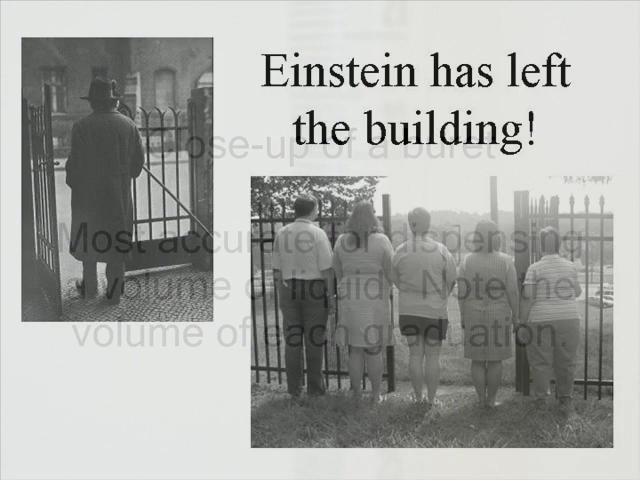 Einstein has left
the building!
ose-up of a buret
Most accurate dispensing
a volume of liquid. Note the
volume of each graduation.